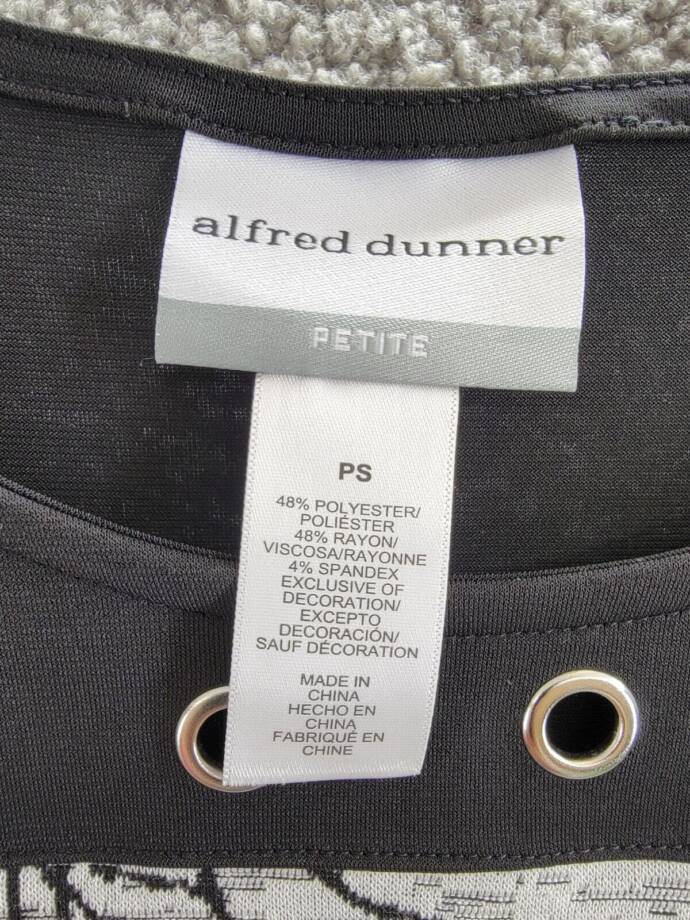 alfred dunner
PETITE
PS
48% POLYESTER/
POLIÉSTER
48% RAYON/
VISCOSA/RAYONNE
4% SPANDEX
EXCLUSIVE OF
DECORATION/
EXCEPTO
DECORACIÓN/
SAUF DÉCORATION
MADE IN
CHINA
HECHO EN
CHINA
FABRIQUÉ EN
CHINE